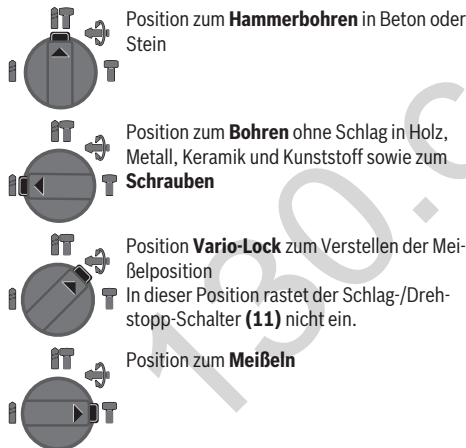 Position zum Hammerbohren in Beton oder
Stein
Position zum Bohren ohne Schlag in Holz,
Metall, Keramik und Kunststoff sowie zum
Schrauben
Position Vario-Lock zum Verstellen der Mei-
ßelposition
In dieser Position rastet der Schlag-/Dreh-
stopp-Schalter (11) nicht ein.
Position zum Meißeln
130.c